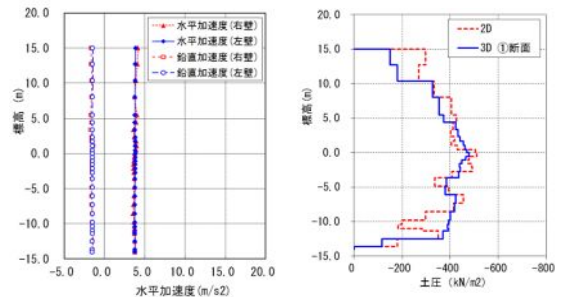 水平加速度(右壁)
水平加速度(左壁)
鉛直加速度(右壁)
鉛直加速度(左壁)
20.0
15.0
10.0
5.0
0.0
-5.0
-10.0
-15.0
標高 (m)
-5.0 0.0 5.0 10.0 15.0 20.0
水平加速度(m/s2)
2D
3D ①断面
20.0
15.0
10.0
5.0
0.0
-5.0
-10.0
-15.0
標高(m)
0 -200 -400 -600 -800
土圧 (kN/m2)